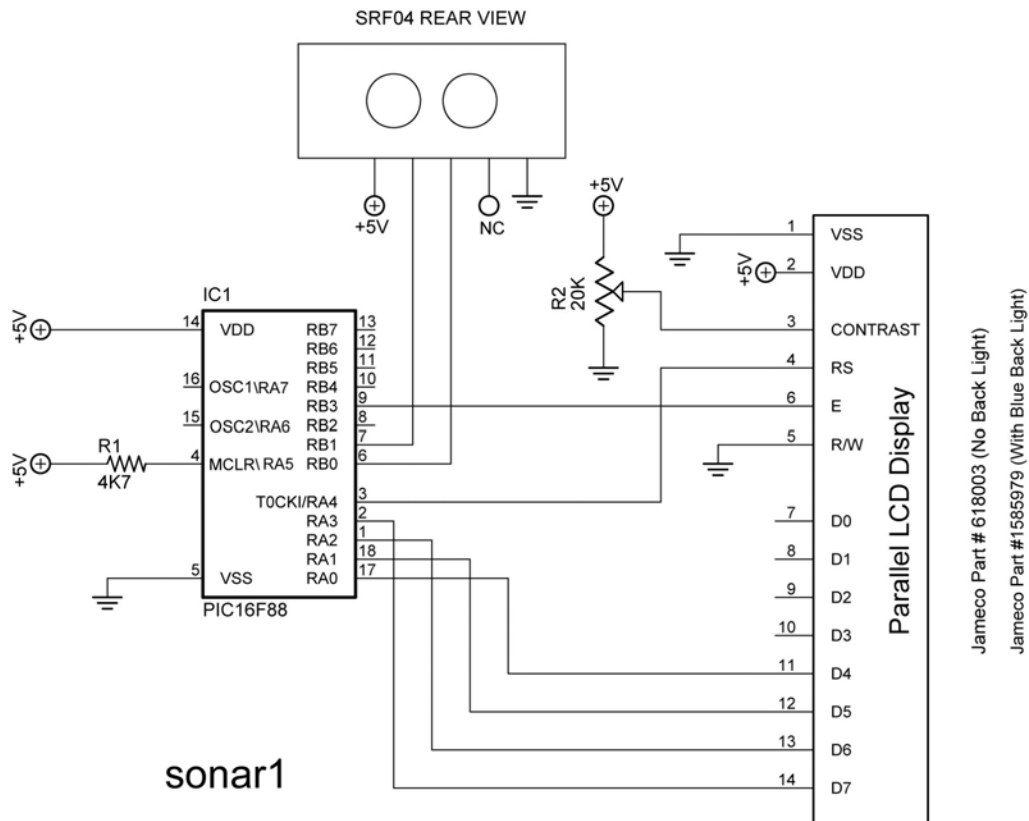 SRF04 REAR VIEW
+5V
NC
+5V
R2
20K
IC1
+5V
14 VDD
RB7 13
RB6 12
RB5 11
16 OSC1\RA7
RB4 10
RB3 9
15 OSC2\RA6
RB2 8
RB1 7
+5V
R1
4K7
4 MCLR\ RA5
RB0 6
T0CKI/RA4 3
RA3 2
RA2 1
RA1 18
5 VSS
RA0 17
PIC16F88
1 VSS
+5V
2 VDD
3 CONTRAST
4 RS
6 E
5 R/W
7 D0
8 D1
9 D2
10 D3
11 D4
12 D5
13 D6
14 D7
Parallel LCD Display
Jameco Part # 618003 (No Back Light)
Jameco Part #1585979 (With Blue Back Light)
sonar1